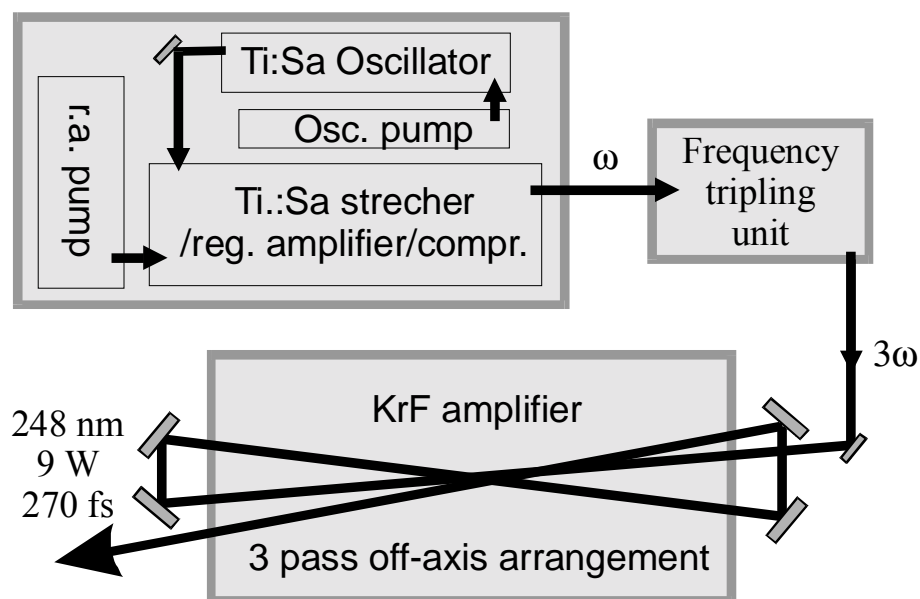 Ti:Sa Oscillator
Osc. pump
r.a. pump
Ti.:Sa strecher
/reg. amplifier/compr.
ω
Frequency
tripling
unit
3ω
KrF amplifier
248 nm
9 W
270 fs
3 pass off-axis arrangement